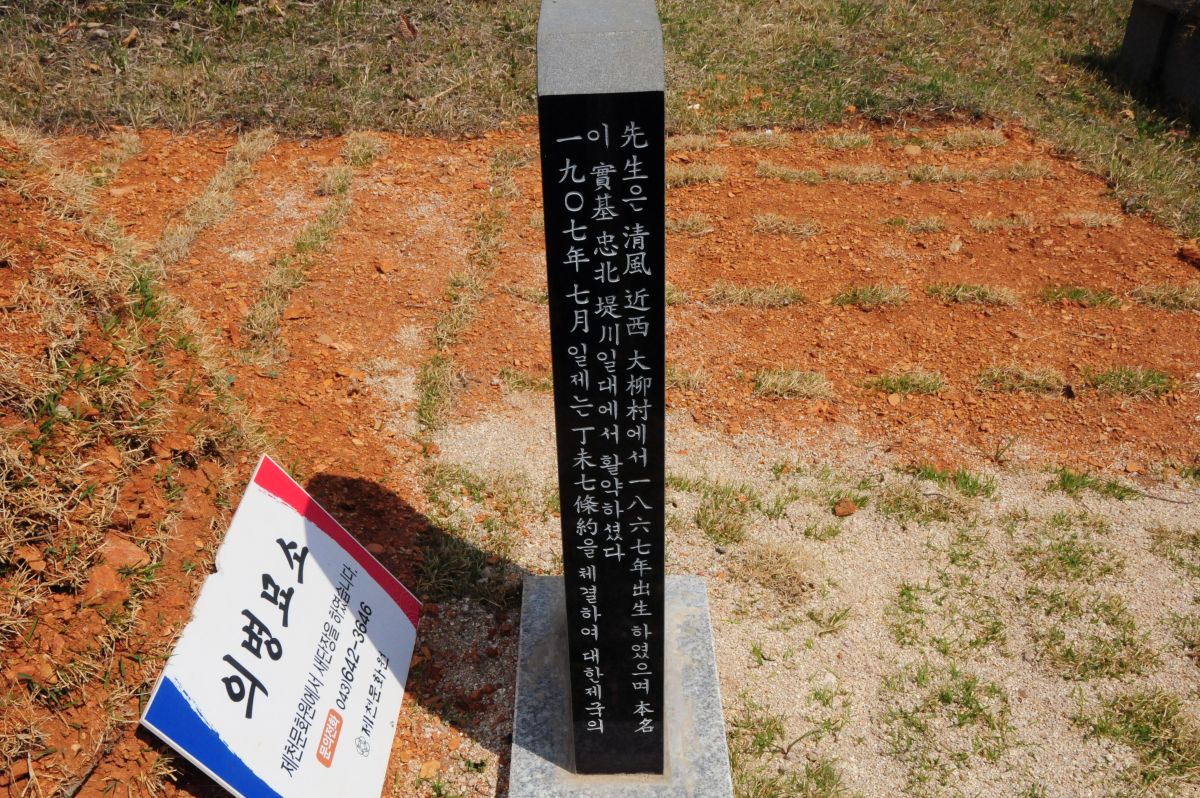 先生은 清風 近西 大柳村에서 一八六七年出生 하였으며 本名
이 實基 忠北 堤川일대에서 활약하셨다
一九〇七年 七月 일제는 丁未七條約을 체결하여 대한제국의
의병묘소
제천문화원에서 새단장을 하였습니다.
문의전화 043)642-3646
제천문화원